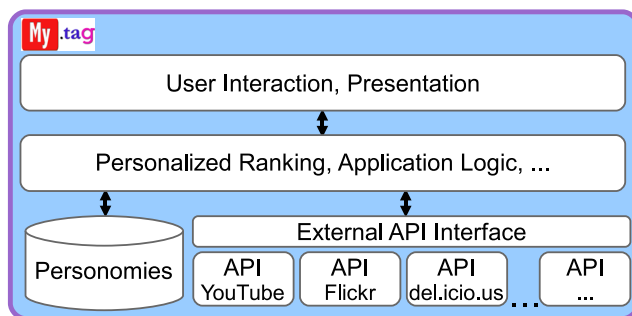 My.tag
User Interaction, Presentation
Personalized Ranking, Application Logic, ...
External API Interface
Personomies
API
YouTube
API
Flickr
API
del.icio.us
...
API
...